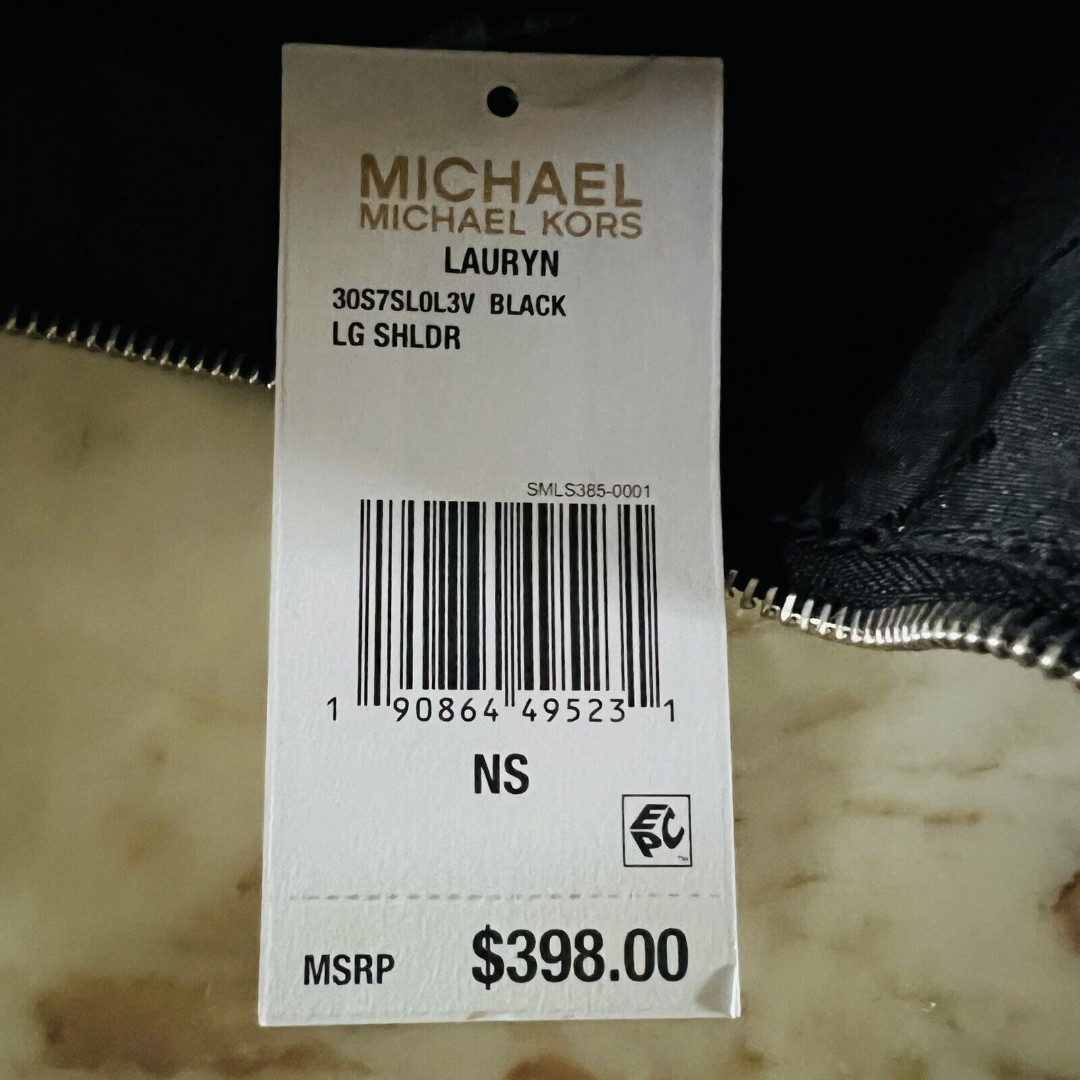 MICHAEL
MICHAEL KORS
LAURYN
30S7SL0L3V BLACK
LG SHLDR
SMLS385-0001
1 90864 49523 1
NS
EPC
™
MSRP $398.00